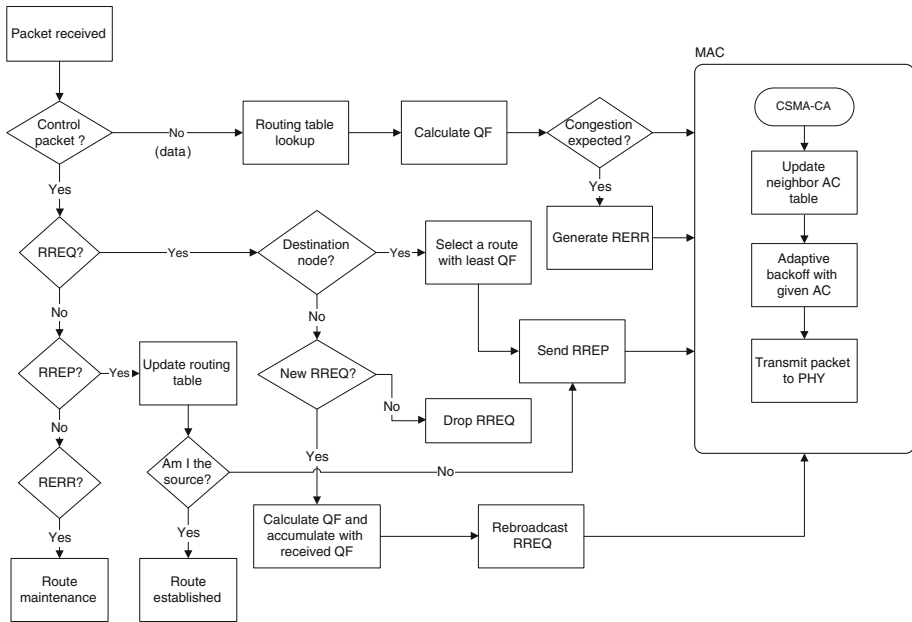 Packet received
MAC
Control
packet ?
No
(data)
Routing table
lookup
Calculate QF
Congestion
expected?
CSMA-CA
Yes
Yes
Update
neighbor AC
table
RREQ?
Yes
Destination
node?
Yes
Select a route
with least QF
Generate RERR
Adaptive
backoff with
given AC
No
No
RREP?
Yes
Update routing
table
New RREQ?
Send RREP
Transmit packet
to PHY
No
No
Drop RREQ
RERR?
Am I the
source?
No
Yes
Yes
Yes
Calculate QF and
accumulate with
received QF
Rebroadcast
RREQ
Route
maintenance
Route
established